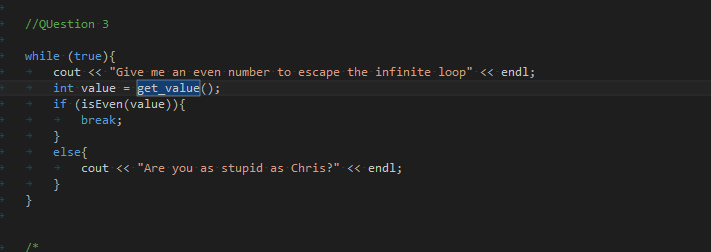 //QUestion 3
while (true){
cout << "Give me an even number to escape the infinite loop" << endl;
int value = get_value();
if (isEven(value)){
break;
}
else{
cout << "Are you as stupid as Chris?" << endl;
}
}
/*